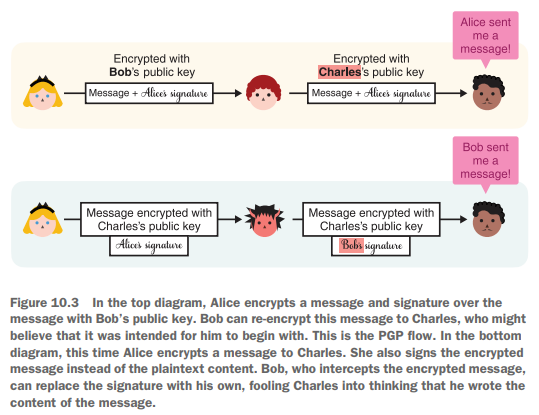 Alice sent
me a
message!
Encrypted with
Bob's public key
Encrypted with
Charles's public key
Message + Alice's signature
Message + Alice's signature
Bob sent
me a
message!
Message encrypted with
Charles's public key
Alice's signature
Message encrypted with
Charles's public key
Bob's signature
Figure 10.3 In the top diagram, Alice encrypts a message and signature over the
message with Bob's public key. Bob can re-encrypt this message to Charles, who might
believe that it was intended for him to begin with. This is the PGP flow. In the bottom
diagram, this time Alice encrypts a message to Charles. She also signs the encrypted
message instead of the plaintext content. Bob, who intercepts the encrypted message,
can replace the signature with his own, fooling Charles into thinking that he wrote the
content of the message.